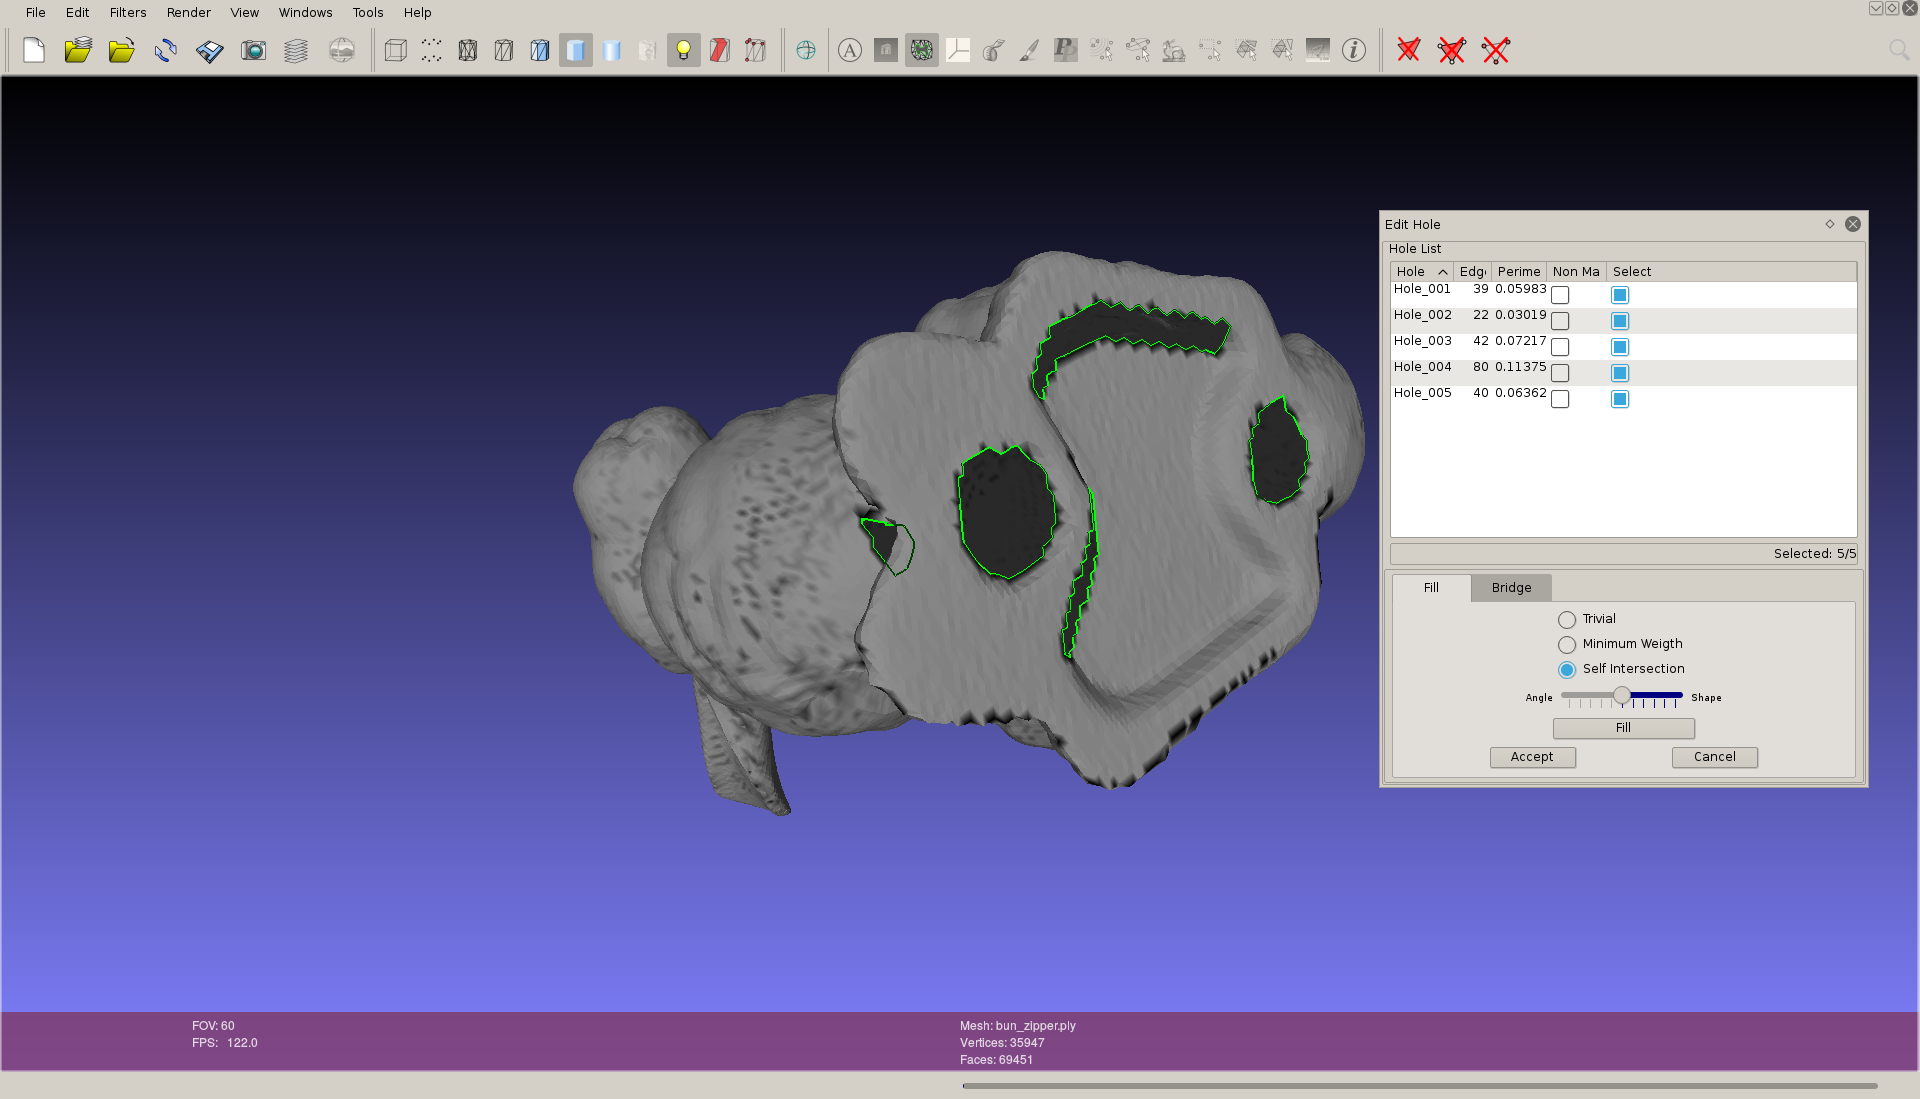 File Edit Filters Render View Windows Tools Help
A
P
i
Edit Hole
Hole List
Hole Edg Perime Non Ma Select
Hole_001 39 0.05983
Hole_002 22 0.03019
Hole_003 42 0.07217
Hole_004 80 0.11375
Hole_005 40 0.06362
Selected: 5/5
Fill Bridge
Trivial
Minimum Weigth
Self Intersection
Angle Shape
Fill
Accept Cancel
FOV: 60
FPS: 122.0
Mesh: bun_zipper.ply
Vertices: 35947
Faces: 69451